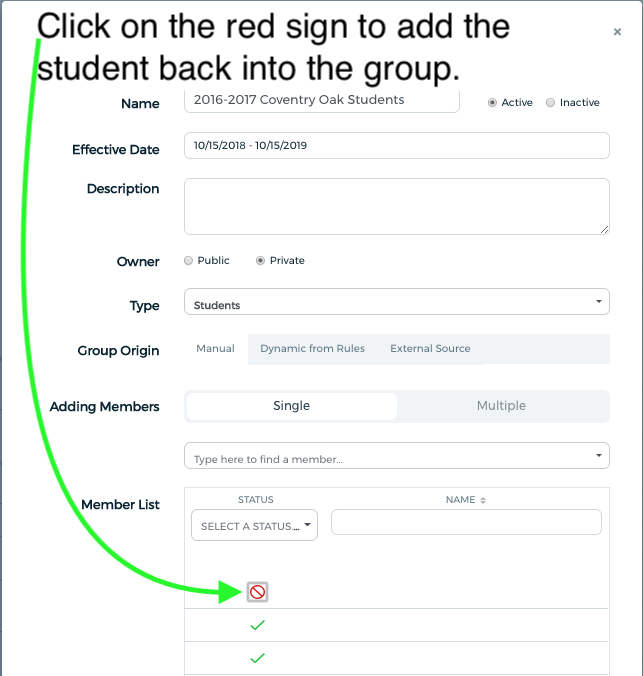 Click on the red sign to add the
student back into the group.
×
Name 2016-2017 Coventry Oak Students Active Inactive
Effective Date 10/15/2018 - 10/15/2019
Description
Owner Public Private
Type Students
Group Origin Manual Dynamic from Rules External Source
Adding Members Single Multiple
Type here to find a member...
Member List STATUS NAME
SELECT A STATUS...